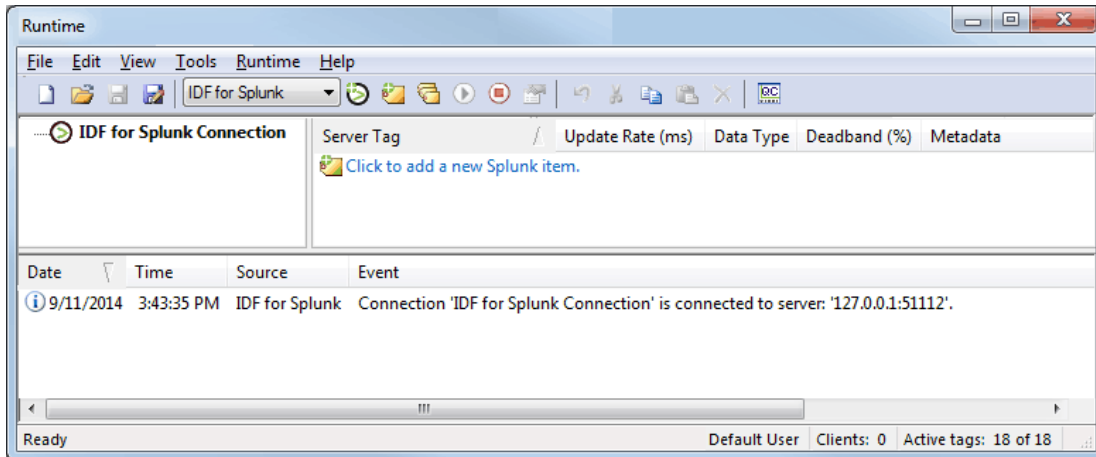 Runtime
File Edit View Tools Runtime Help
IDF for Splunk QC
IDF for Splunk Connection
Server Tag Update Rate (ms) Data Type Deadband (%) Metadata
Click to add a new Splunk item.
Date Time Source Event
9/11/2014 3:43:35 PM IDF for Splunk Connection 'IDF for Splunk Connection' is connected to server: '127.0.0.1:51112'.
Ready Default User Clients: 0 Active tags: 18 of 18